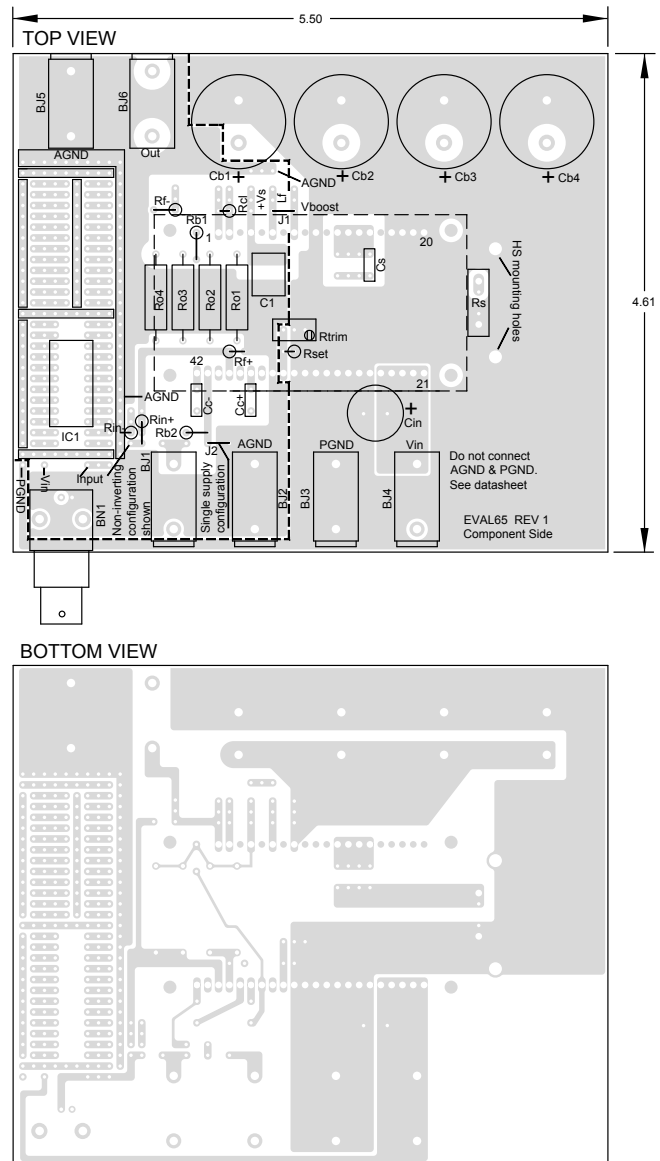 5.50
TOP VIEW
BJ5
BJ6
AGND
Out
Cb1
+
Cb2
+
Cb3
+
Cb4
+
AGND
Rf-
Rcl
+Vs
Lf
Vboost
J1
Rb1
1
20
Cs
HS mounting holes
4.61
Ro4
Ro3
Ro2
Ro1
C1
Rs
Rtrim
Rset
42
Rf+
21
AGND
Cc-
Cc+
+
Cin
IC1
Rin-
Rin+
Rb2
J2
AGND
PGND
Vin
PGND
+Vin
Input
BN1
Non-inverting
configuration
shown
BJ1
Single supply
configuration
BJ2
BJ3
BJ4
Do not connect
AGND & PGND.
See datasheet
EVAL65 REV 1
Component Side
BOTTOM VIEW